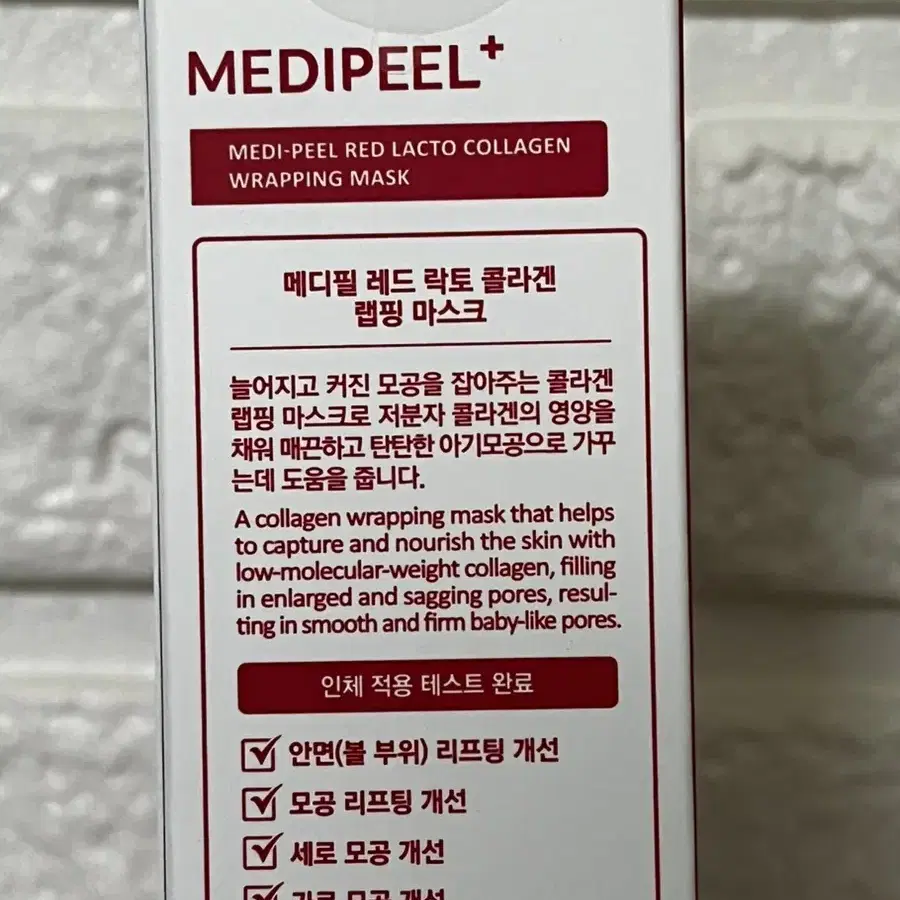 MEDIPEEL+
MEDI-PEEL RED LACTO COLLAGEN
WRAPPING MASK
메디필 레드 락토 콜라겐
랩핑 마스크
늘어지고 커진 모공을 잡아주는 콜라겐
랩핑 마스크로 저분자 콜라겐의 영양을
채워 매끈하고 탄탄한 아기모공으로 가꾸
는데 도움을 줍니다.
A collagen wrapping mask that helps
to capture and nourish the skin with
low-molecular-weight collagen, filling
in enlarged and sagging pores, resul-
ting in smooth and firm baby-like pores.
인체 적용 테스트 완료
안면(볼 부위) 리프팅 개선
모공 리프팅 개선
세로 모공 개선
가로 모공 개선